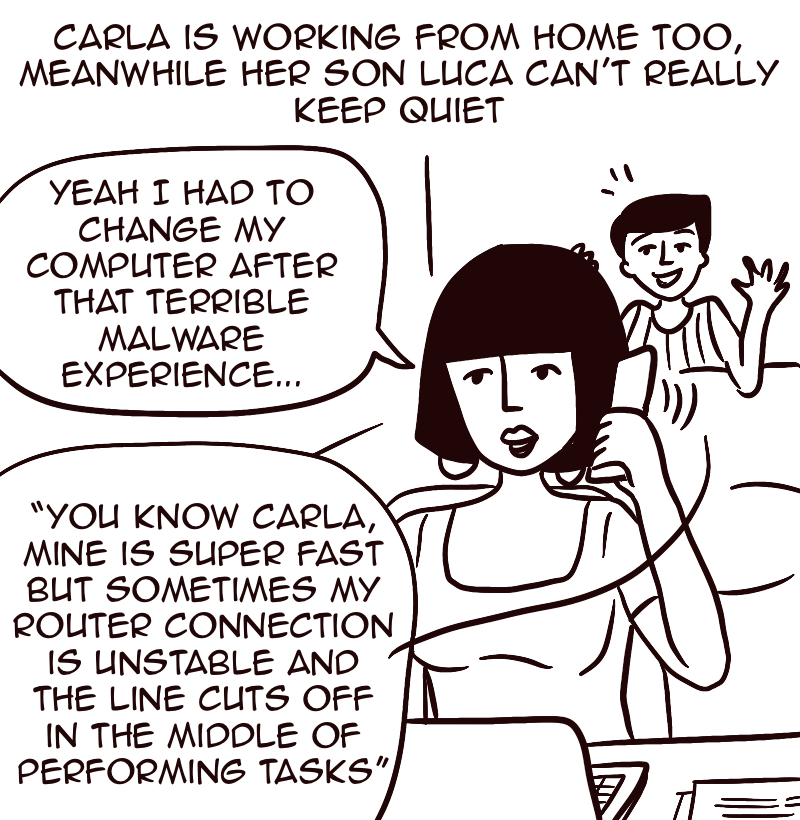 CARLA IS WORKING FROM HOME TOO,
MEANWHILE HER SON LUCA CAN'T REALLY
KEEP QUIET
YEAH I HAD TO
CHANGE MY
COMPUTER AFTER
THAT TERRIBLE
MALWARE
EXPERIENCE...
"YOU KNOW CARLA,
MINE IS SUPER FAST
BUT SOMETIMES MY
ROUTER CONNECTION
IS UNSTABLE AND
THE LINE CUTS OFF
IN THE MIDDLE OF
PERFORMING TASKS"